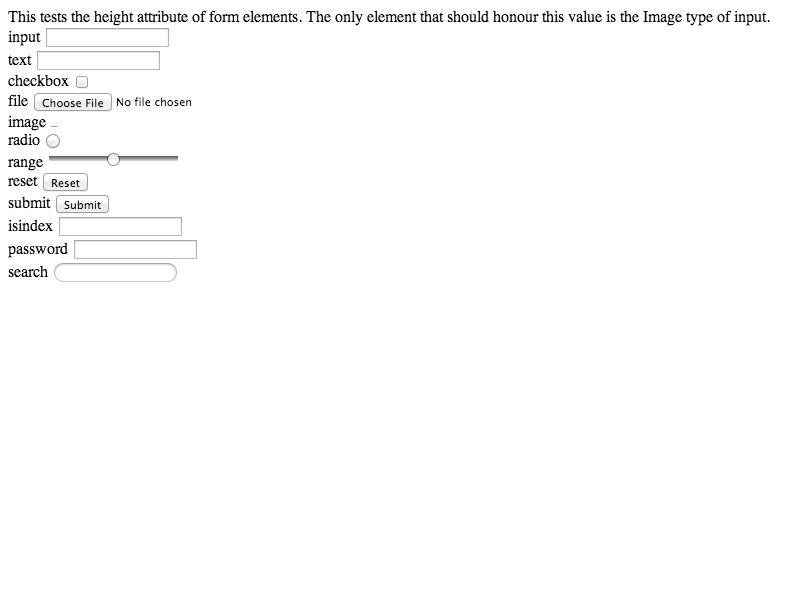 This tests the height attribute of form elements. The only element that should honour this value is the Image type of input.
input
text
checkbox
file Choose File No file chosen
image
radio
range
reset Reset
submit Submit
isindex
password
search